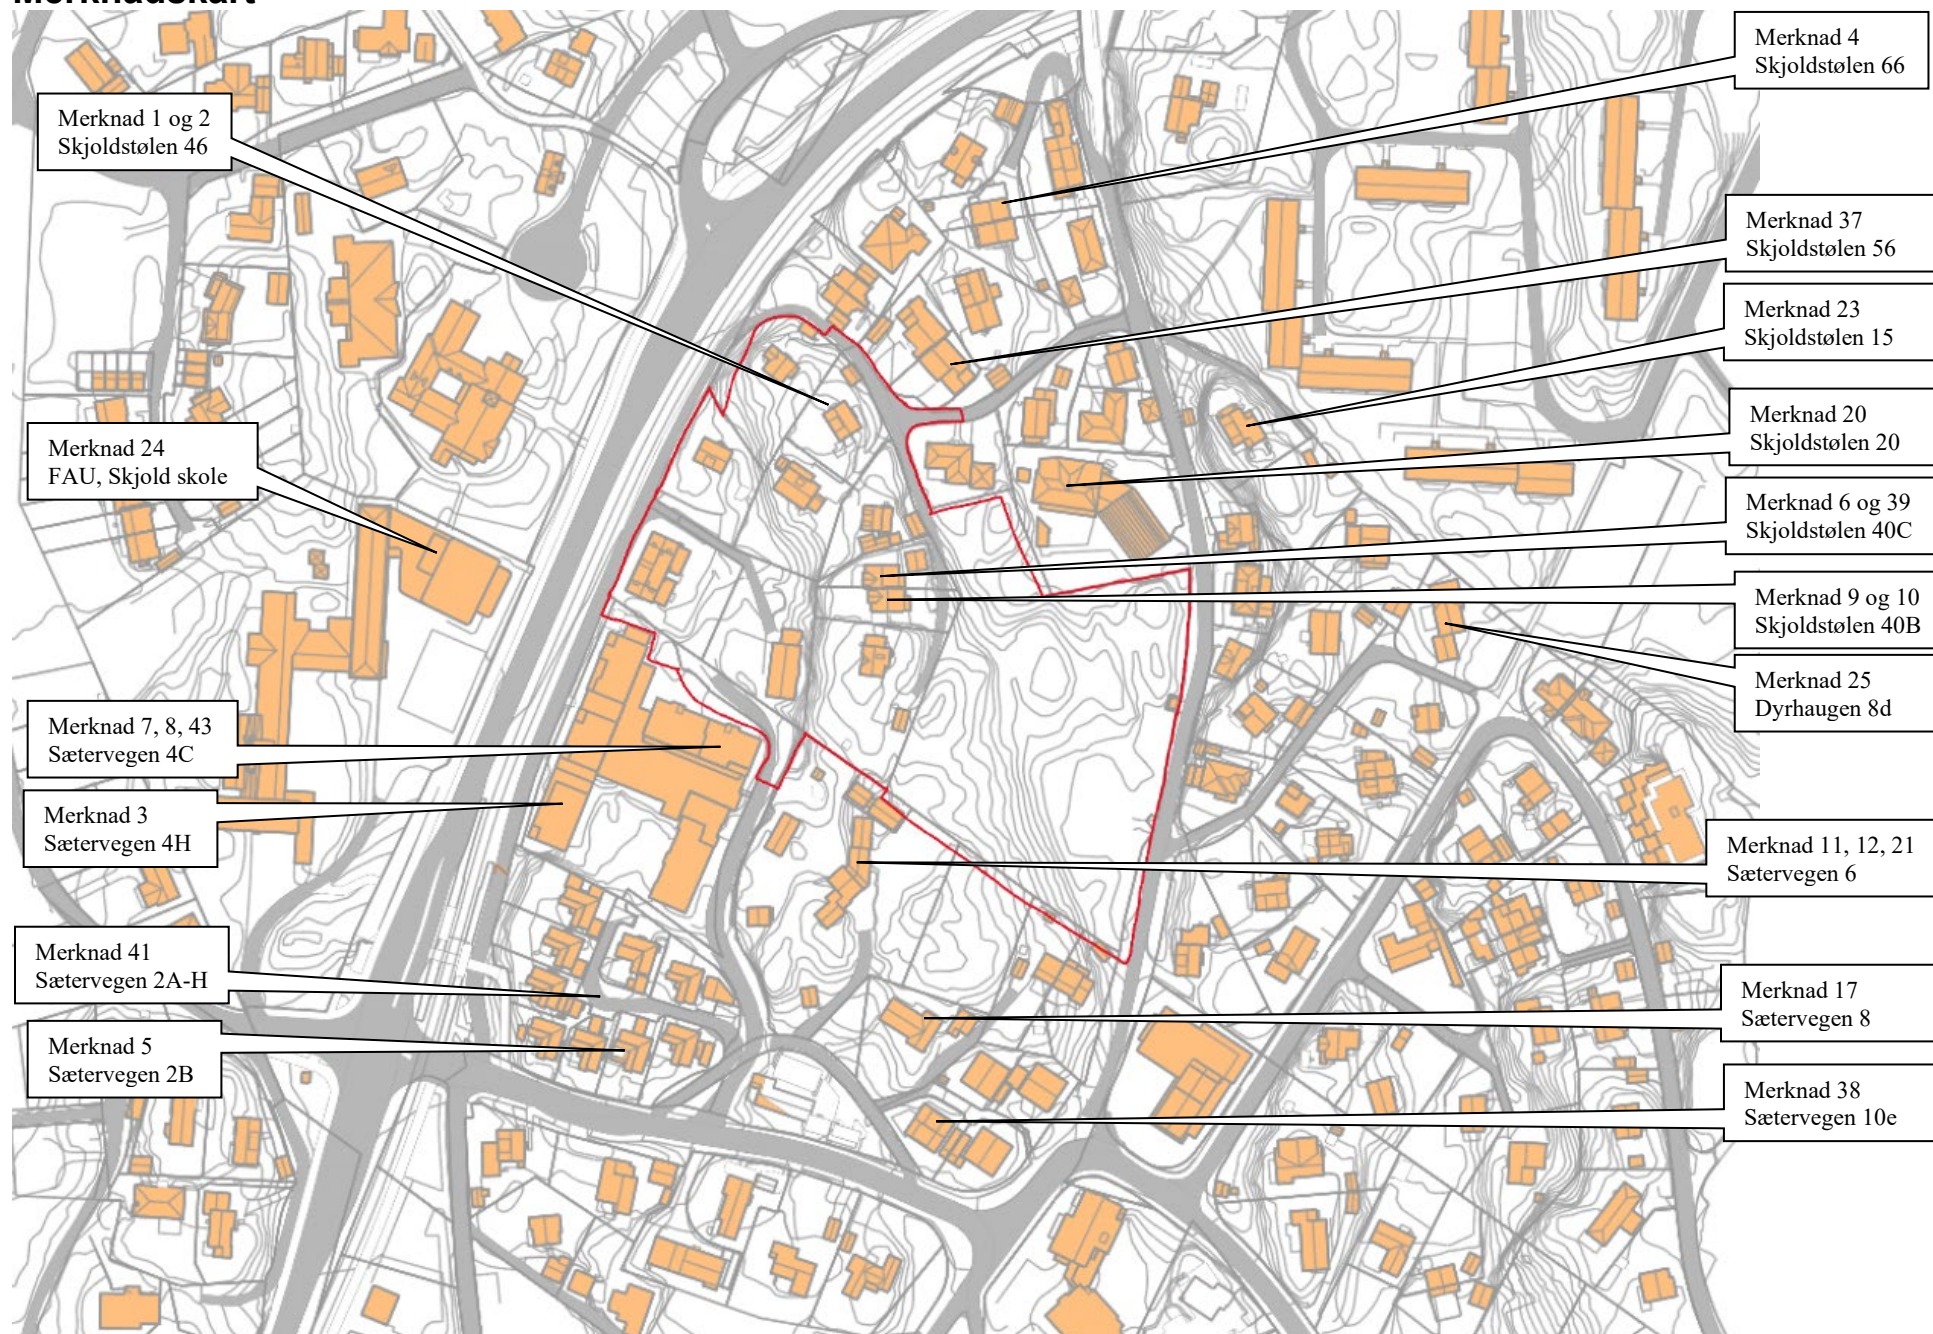 Merknadskart
Merknad 4
Skjoldstølen 66
Merknad 1 og 2
Skjoldstølen 46
Merknad 37
Skjoldstølen 56
Merknad 23
Skjoldstølen 15
Merknad 20
Skjoldstølen 20
Merknad 24
FAU, Skjold skole
Merknad 6 og 39
Skjoldstølen 40C
Merknad 9 og 10
Skjoldstølen 40B
Merknad 25
Dyrhaugen 8d
Merknad 7, 8, 43
Sætervegen 4C
Merknad 3
Sætervegen 4H
Merknad 11, 12, 21
Sætervegen 6
Merknad 41
Sætervegen 2A-H
Merknad 17
Sætervegen 8
Merknad 5
Sætervegen 2B
Merknad 38
Sætervegen 10e